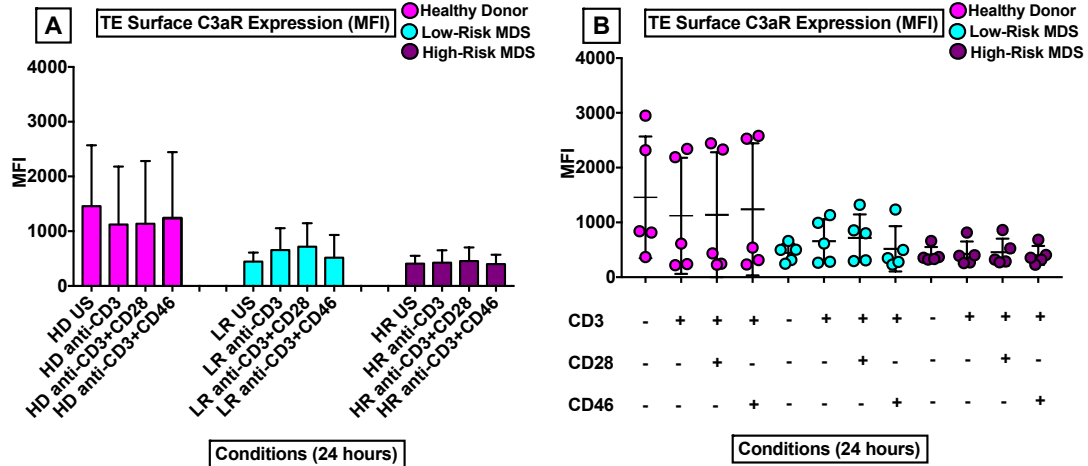 A
TE Surface C3aR Expression (MFI)
Healthy Donor
Low-Risk MDS
High-Risk MDS
4000
3000
2000
1000
0
MFI
HD US
HD anti-CD3
HD anti-CD3+CD28
HD anti-CD3+CD46
LR US
LR anti-CD3
LR anti-CD3+CD28
LR anti-CD3+CD46
HR US
HR anti-CD3
HR anti-CD3+CD28
HR anti-CD3+CD46
Conditions (24 hours)
B
TE Surface C3aR Expression (MFI)
Healthy Donor
Low-Risk MDS
High-Risk MDS
4000
3000
2000
1000
0
MFI
CD3 - + + + - + + + - + + +
CD28 - - + - - - + - - - + -
CD46 - - - + - - - + - - - +
Conditions (24 hours)